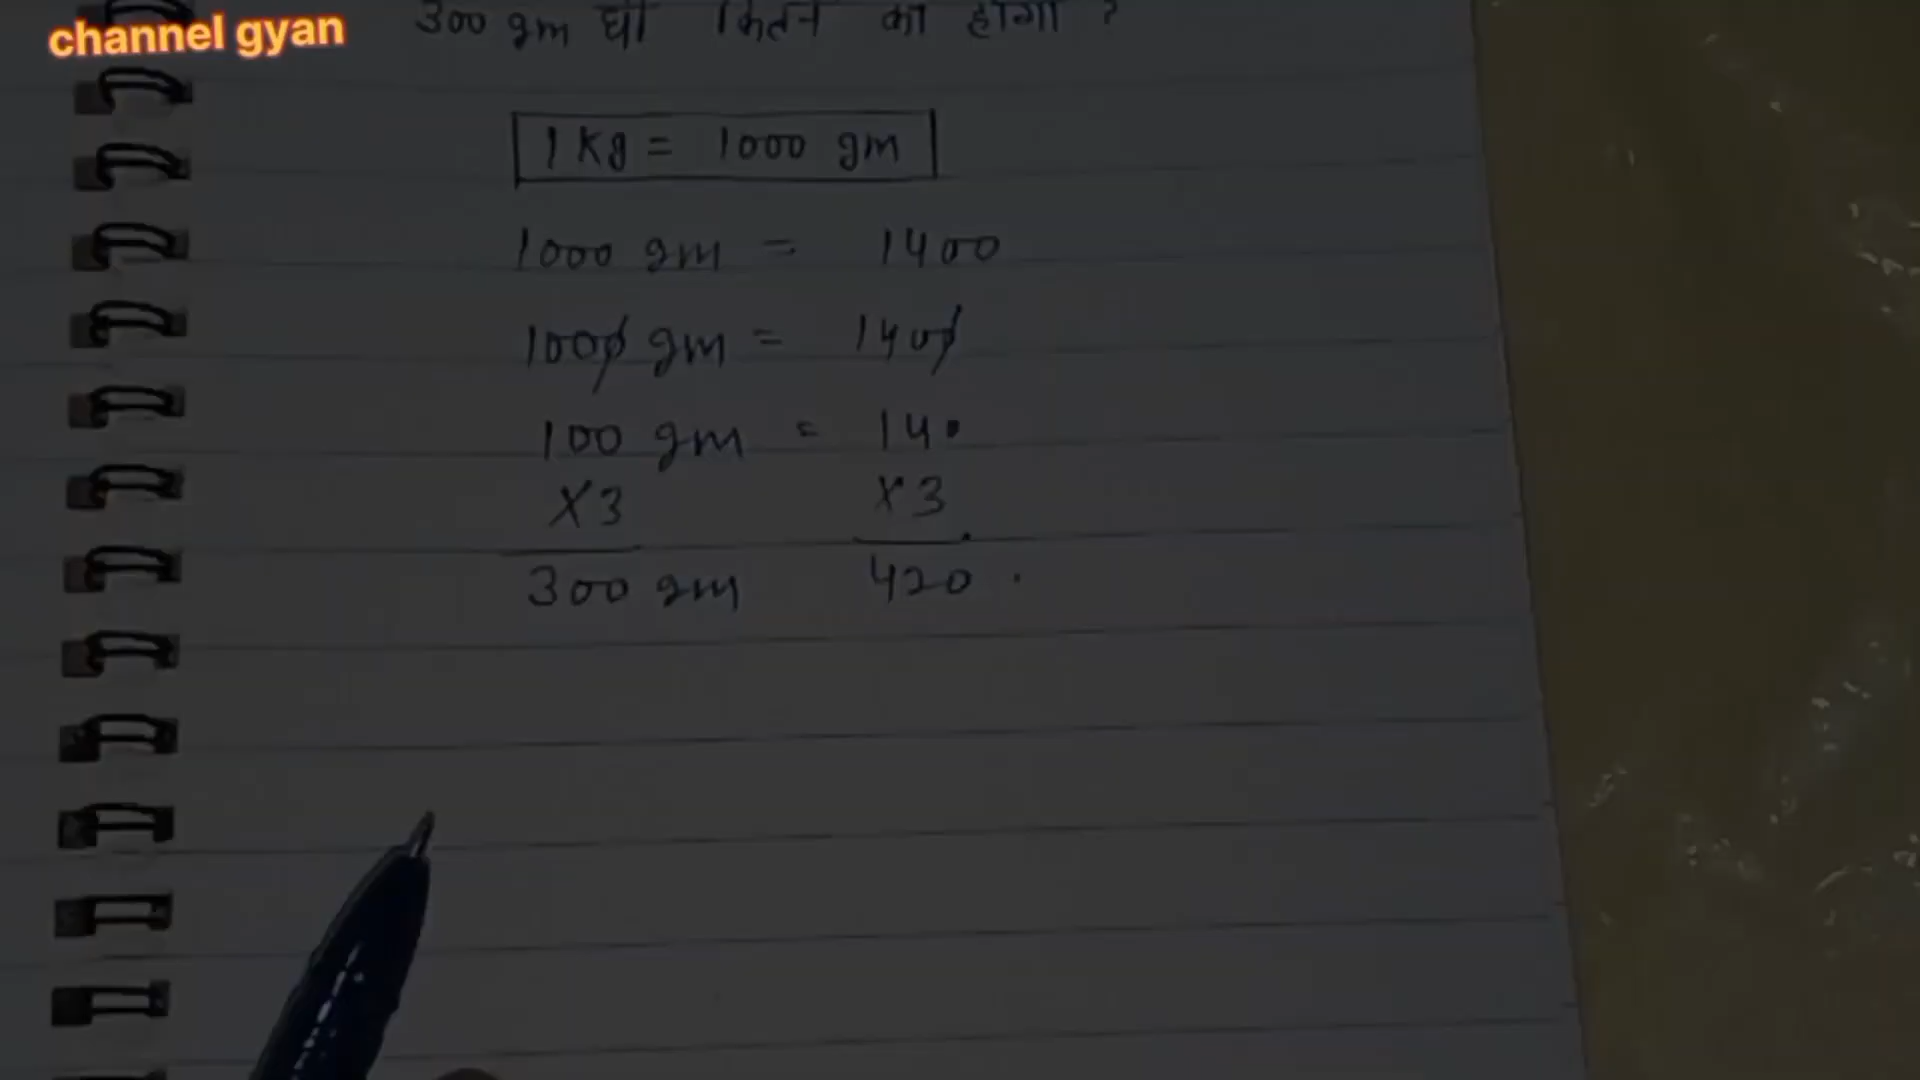 channel gyan
300 gm घी कितने का होगा ?
1 kg = 1000 gm
1000 gm = 1400
1000 gm = 1400
100 gm = 140
X3 X3
300 gm 420